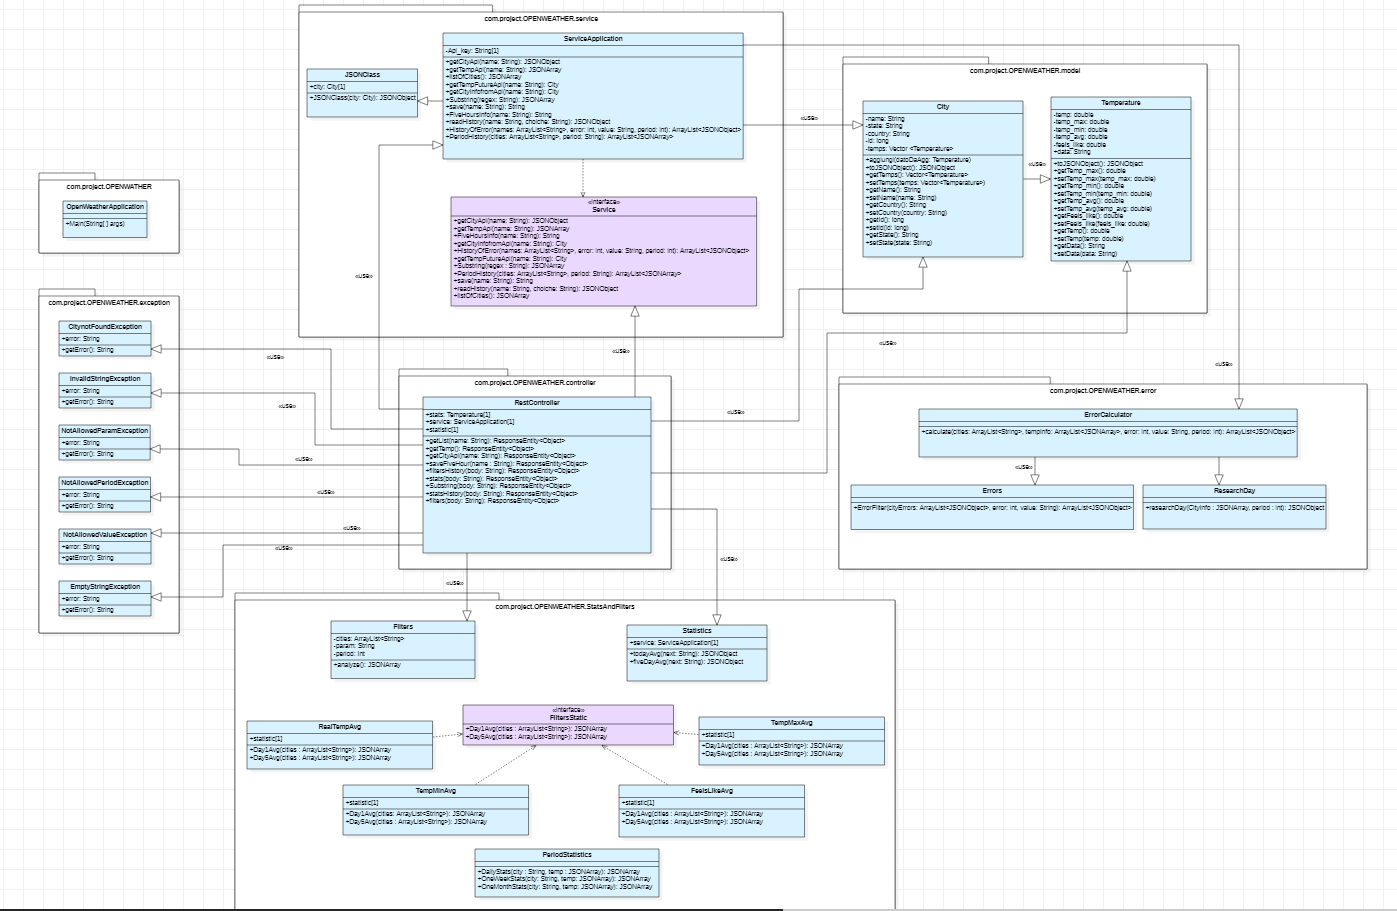 com.project.OPENWEATHER.service
ServiceApplication
-Api_key: String[1]
+getCityApi(name: String): JSONObject
+getTempApi(name: String): JSONArray
+listOfCities(): JSONArray
+getTempFutureApi(name: String): City
+getCityInfofromApi(name: String): City
+Substring(regex: String): JSONArray
+save(name: String): String
+FiveHoursInfo(name: String): String
+readHistory(name: String, choiche: String): JSONObject
+HistoryOfError(names: ArrayList<String>, error: int, value: String, period: int): ArrayList<JSONObject>
+PeriodHistory(cities: ArrayList<String>, period: String): ArrayList<JSONArray>
JSONClass
+city: City[1]
+JSONClass(city: City): JSONObject
«interface»
Service
+getCityApi(name: String): JSONObject
+getTempApi(name: String): JSONArray
+FiveHoursInfo(name: String): String
+getCityInfofromApi(name: String): City
+HistoryOfError(names: ArrayList<String>, error: int, value: String, period: int): ArrayList<JSONObject>
+getTempFutureApi(name: String): City
+Substring(regex : String): JSONArray
+PeriodHistory(cities: ArrayList<String>, period: String): ArrayList<JSONArray>
+save(name: String): String
+readHistory(name: String, choiche: String): JSONObject
+listOfCities(): JSONArray
com.project.OPENWEATHER.model
City
-name: String
-state: String
-country: String
-id: long
-temps: Vector <Temperature>
+aggiungi(datoDaAgg: Temperature)
+toJSONObject(): JSONObject
+getTemps(): Vector<Temperature>
+setTemps(temps: Vector<Temperature>)
+getName(): String
+setName(name: String)
+getCountry(): String
+setCountry(country: String)
+getId(): long
+setId(id: long)
+getState(): String
+setState(state: String)
«use»
Temperature
-temp: double
-temp_max: double
-temp_min: double
-temp_avg: double
-feels_like: double
+data: String
+toJSONObject(): JSONObject
+getTemp_max(): double
+setTemp_max(temp_max: double)
+getTemp_min(): double
+setTemp_min(temp_min: double)
+getTemp_avg(): double
+setTemp_avg(temp_avg: double)
+getFeels_like(): double
+setFeels_like(feels_like: double)
+getTemp(): double
+setTemp(temp: double)
+getData(): String
+setData(data: String)
«use»
com.project.OPENWATHER
OpenWeatherApplication
+Main(String[ ] args)
«use»
com.project.OPENWEATHER.exception
CitynotFoundException
+error: String
+getError(): String
InvalidStringException
+error: String
+getError(): String
NotAllowedParamException
+error: String
+getError(): String
NotAllowedPeriodException
+error: String
+getError(): String
NotAllowedValueException
+error: String
+getError(): String
EmptyStringException
+error: String
+getError(): String
«use»
«use»
«use»
«use»
«use»
«use»
«use»
com.project.OPENWEATHER.controller
RestController
+stats: Temperature[1]
+service: ServiceApplication[1]
+statistic[1]
+getList(name: String): ResponseEntity<Object>
+getTemp(): ResponseEntity<Object>
+getCityApi(name: String): ResponseEntity<Object>
+saveFiveHour(name : String): ResponseEntity<Object>
+filtersHistory(body: String): ResponseEntity<Object>
+stats(body: String): ResponseEntity<Object>
+Substring(body: String): ResponseEntity<Object>
+statsHistory(body: String): ResponseEntity<Object>
+filters(body: String): ResponseEntity<Object>
«use»
«use»
«use»
«use»
«use»
com.project.OPENWEATHER.error
ErrorCalculator
+calculate(cities: ArrayList<String>, tempInfo: ArrayList<JSONArray>, error: int, value: String, period: int): ArrayList<JSONObject>
«use»
Errors
+ErrorFilter(cityErrors: ArrayList<JSONObject>, error: int, value: String): ArrayList<JSONObject>
«use»
ResearchDay
+researchDay(CityInfo : JSONArray, period : int): JSONObject
com.project.OPENWEATHER.StatsAndFilters
Filters
-cities: ArrayList<String>
-param: String
-period: int
+analyze(): JSONArray
Statistics
+service: ServiceApplication[1]
+todayAvg(next: String): JSONObject
+fiveDayAvg(next: String): JSONObject
«interface»
FiltersStatic
+Day1Avg(cities : ArrayList<String>): JSONArray
+Day5Avg(cities : ArrayList<String>): JSONArray
RealTempAvg
+statistic[1]
+Day1Avg(cities : ArrayList<String>): JSONArray
+Day5Avg(cities : ArrayList<String>): JSONArray
TempMaxAvg
+statistic[1]
+Day1Avg(cities : ArrayList<String>): JSONArray
+Day5Avg(cities : ArrayList<String>): JSONArray
TempMinAvg
+statistic[1]
+Day1Avg(cities: ArrayList<String>): JSONArray
+Day5Avg(cities : ArrayList<String>): JSONArray
FeelsLikeAvg
+statistic[1]
+Day1Avg(cities : ArrayList<String>): JSONArray
+Day5Avg(cities : ArrayList<String>): JSONArray
PeriodStatistics
+DailyStats(city : String, temp : JSONArray): JSONArray
+OneWeekStats(city: String, temp: JSONArray): JSONArray
+OneMonthStats(city: String, temp: JSONArray): JSONArray